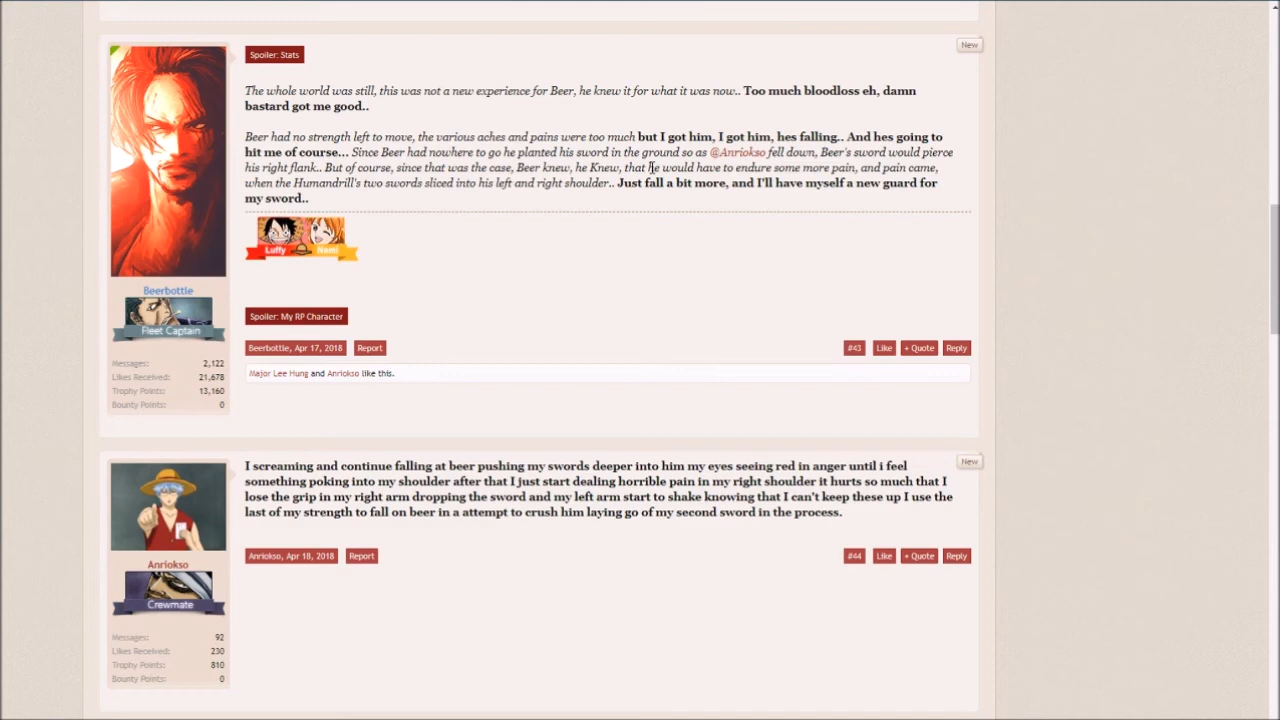 New
Spoiler: Stats
The whole world was still, this was not a new experience for Beer, he knew it for what it was now.. Too much bloodloss eh, damn
bastard got me good..
Beer had no strength left to move, the various aches and pains were too much but I got him, I got him, hes falling.. And hes going to
hit me of course... Since Beer had nowhere to go he planted his sword in the ground so as @Anriokso fell down, Beer's sword would pierce
his right flank.. But of course, since that was the case, Beer knew, he Knew, that he would have to endure some more pain, and pain came,
when the Humandrill's two swords sliced into his left and right shoulder.. Just fall a bit more, and I'll have myself a new guard for
my sword..
Luffy Nami
Beerbottle
Fleet Captain
Spoiler: My RP Character
Beerbottle, Apr 17, 2018 Report #43 Like + Quote Reply
Messages: 2,122
Likes Received: 21,678
Trophy Points: 13,160
Bounty Points: 0
Major Lee Hung and Anriokso like this.
New
I screaming and continue falling at beer pushing my swords deeper into him my eyes seeing red in anger until i feel
something poking into my shoulder after that I just start dealing horrible pain in my right shoulder it hurts so much that I
lose the grip in my right arm dropping the sword and my left arm start to shake knowing that I can't keep these up I use the
last of my strength to fall on beer in a attempt to crush him laying go of my second sword in the process.
Anriokso, Apr 18, 2018 Report #44 Like + Quote Reply
Anriokso
Crewmate
Messages: 92
Likes Received: 230
Trophy Points: 810
Bounty Points: 0